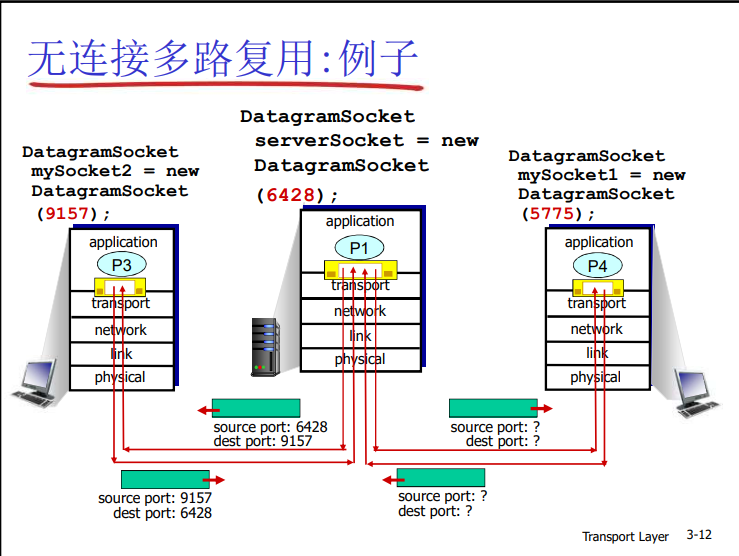 无连接多路复用:例子
DatagramSocket
serverSocket = new
DatagramSocket
(6428);
DatagramSocket
mySocket2 = new
DatagramSocket
(9157);
DatagramSocket
mySocket1 = new
DatagramSocket
(5775);
application
P3
transport
network
link
physical
application
P1
transport
network
link
physical
application
P4
transport
network
link
physical
source port: 6428
dest port: 9157
source port: ?
dest port: ?
source port: 9157
dest port: 6428
source port: ?
dest port: ?
Transport Layer 3-12